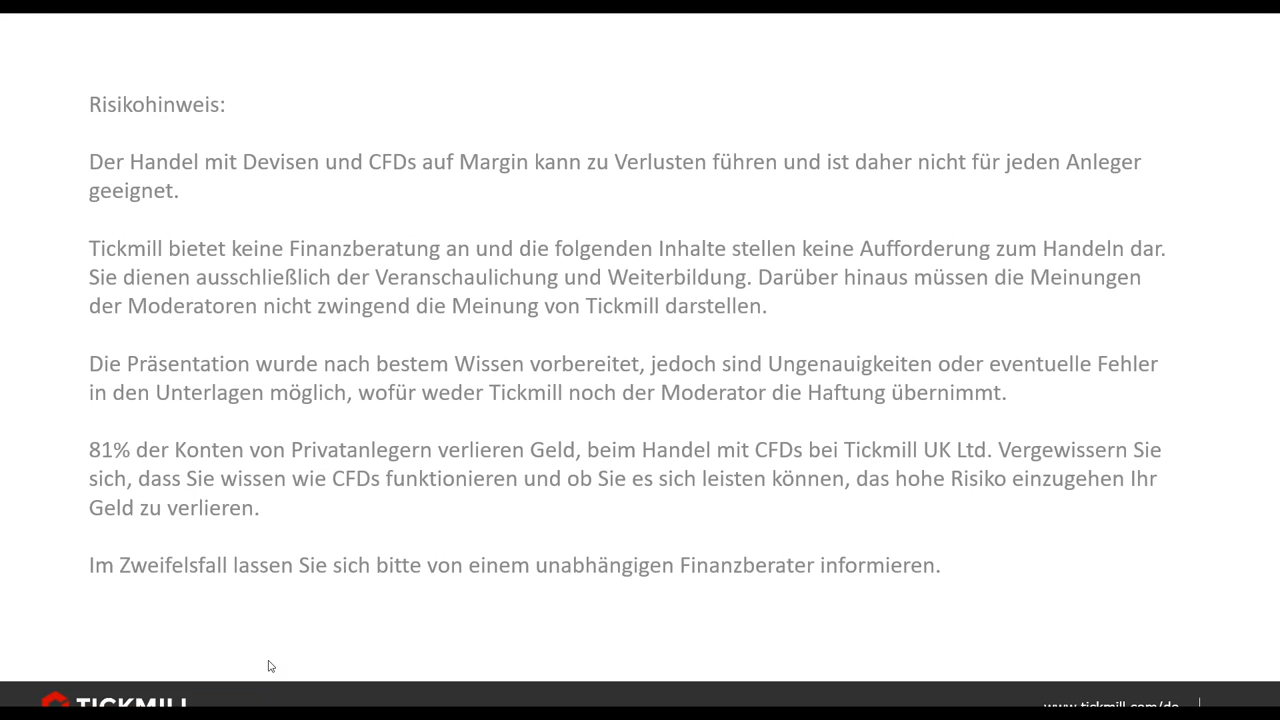 Risikohinweis:
Der Handel mit Devisen und CFDs auf Margin kann zu Verlusten führen und ist daher nicht für jeden Anleger
geeignet.
Tickmill bietet keine Finanzberatung an und die folgenden Inhalte stellen keine Aufforderung zum Handeln dar.
Sie dienen ausschließlich der Veranschaulichung und Weiterbildung. Darüber hinaus müssen die Meinungen
der Moderatoren nicht zwingend die Meinung von Tickmill darstellen.
Die Präsentation wurde nach bestem Wissen vorbereitet, jedoch sind Ungenauigkeiten oder eventuelle Fehler
in den Unterlagen möglich, wofür weder Tickmill noch der Moderator die Haftung übernimmt.
81% der Konten von Privatanlegern verlieren Geld, beim Handel mit CFDs bei Tickmill UK Ltd. Vergewissern Sie
sich, dass Sie wissen wie CFDs funktionieren und ob Sie es sich leisten können, das hohe Risiko einzugehen Ihr
Geld zu verlieren.
Im Zweifelsfall lassen Sie sich bitte von einem unabhängigen Finanzberater informieren.
TICKMILL
www.tickmill.com/de